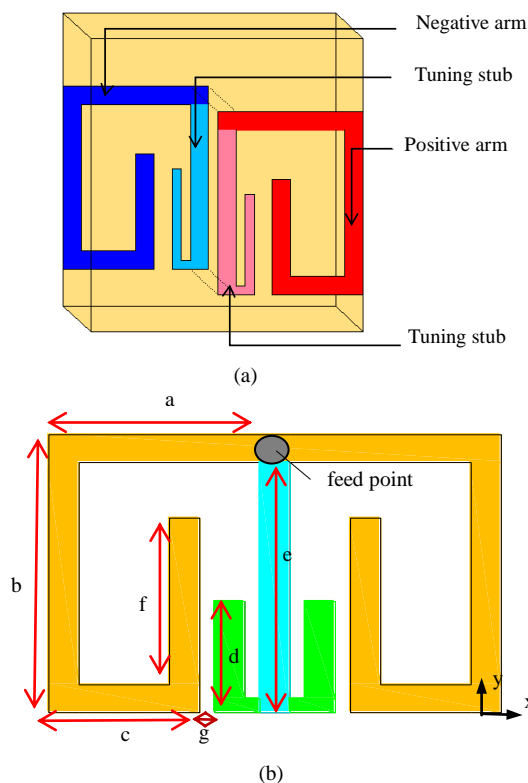 Negative arm
Tuning stub
Positive arm
Tuning stub
(a)
a
feed point
e
b
f
d
y
x
c
g
(b)